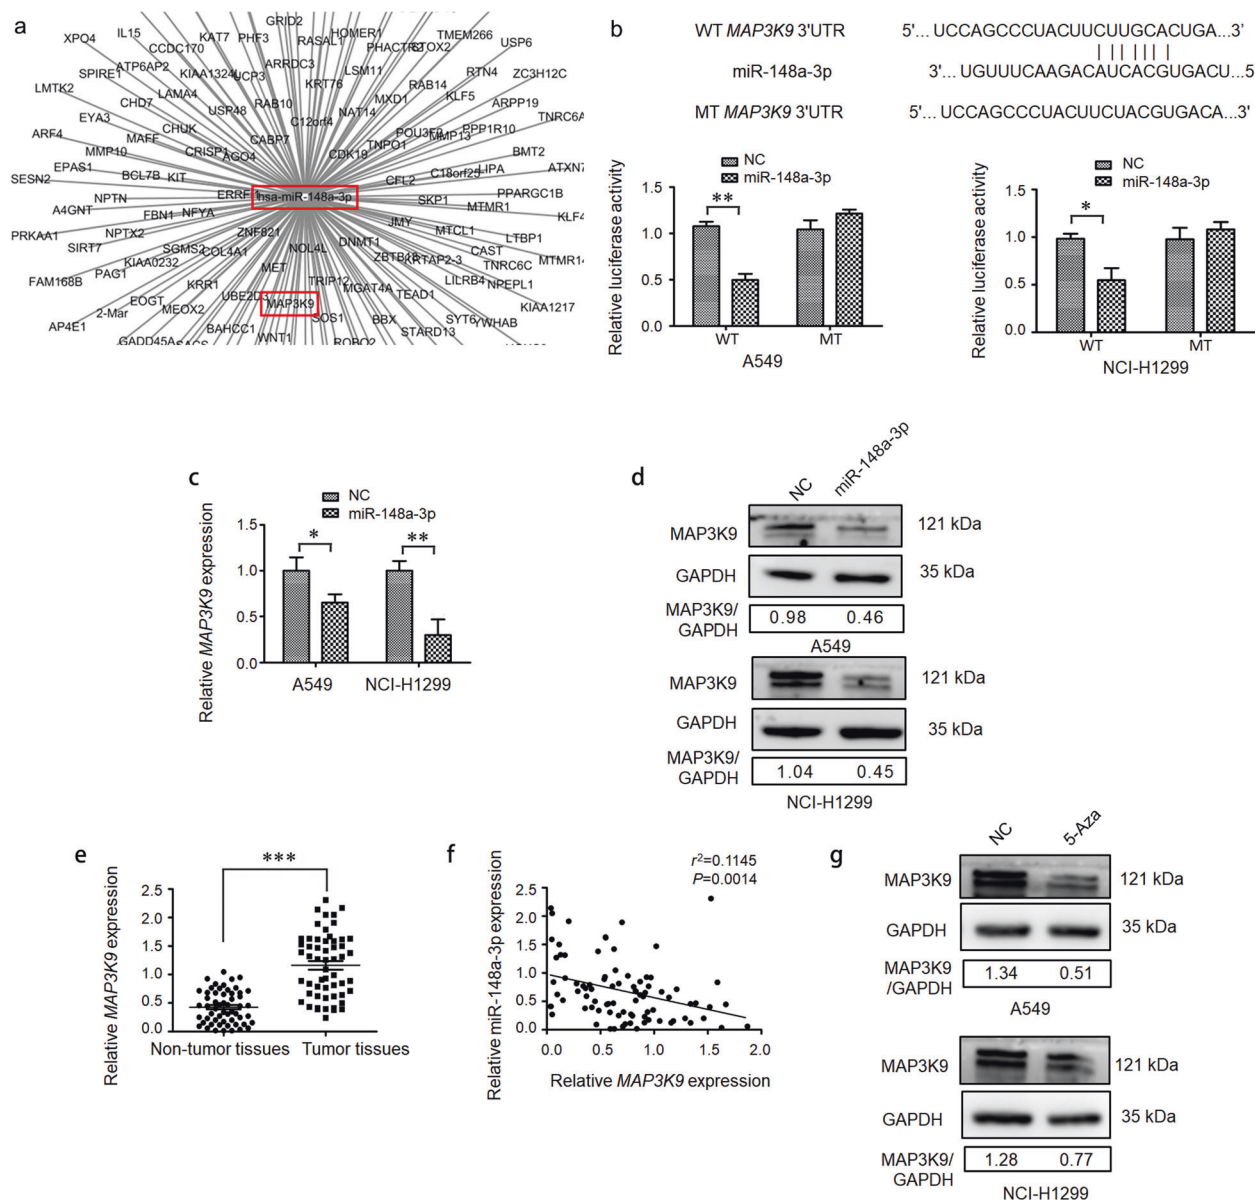 a
GRID2
IL15
KAT7
PHF3
HOMER1
TMEM266
XPO4
CCDC170
RASAL1
USP6
ATP6AP2
ARRDC3
SPIRE1
KIAA1324
UCP3
KRT76
LSM11
RTN4
ZC3H12C
LMTK2
LAMA4
RAB14
CHD7
USP48
RAB10
NAT14
MXD1
KLF5
ARPP19
EYA3
C12orf4
ARF4
MAFF
CHUK
CABP7
POU3F2
PPP1R10
TNRC6A
MMP13
TNPO1
MMP10
CRISP1
AGO4
CDK19
BMT2
EPAS1
BCL7B
KIT
C18orf25
LIPA
ATXN7
SESN2
CFL2
NPTN
hsa-miR-148a-3p
SKP1
PPARGC1B
A4GNT
FBN1
NFYA
MTMR1
KLF4
NPTX2
JMY
PRKAA1
ZNF821
MTCL1
LTBP1
SIRT7
SGMS2
COL4A1
NOL4L
DNMT1
CAST
KIAA0232
TNRC6C
FAM168B
PAG1
MET
TRIP12
LILRB4
NPEPL1
KRR1
MGAT4A
EOGT
UBE2D3
MAP3K9
TEAD1
KIAA1217
2-Mar
MEOX2
SOS1
BBX
SYT6
YWHAB
AP4E1
BAHCC1
WNT1
STARD13
GADD45A
ROBO2
b
WT MAP3K9 3'UTR
5'... UCCAGCCCUACUUCUUGCACUGA...3'
miR-148a-3p
3'... UGUUUCAAGACAUCACGUGACU...5
MT MAP3K9 3'UTR
5'... UCCAGCCCUACUUCUACGUGACA...3'
NC
miR-148a-3p
Relative luciferase activity
1.5
1.0
0.5
0.0
**
WT
MT
A549
NC
miR-148a-3p
Relative luciferase activity
1.5
1.0
0.5
0.0
*
WT
MT
NCI-H1299
c
NC
miR-148a-3p
Relative MAP3K9 expression
1.5
1.0
0.5
0.0
*
**
A549
NCI-H1299
d
NC
miR-148a-3p
MAP3K9
121 kDa
GAPDH
35 kDa
MAP3K9/
GAPDH
0.98
0.46
A549
MAP3K9
121 kDa
GAPDH
35 kDa
MAP3K9/
GAPDH
1.04
0.45
NCI-H1299
e
***
Relative MAP3K9 expression
2.5
2.0
1.5
1.0
0.5
0.0
Non-tumor tissues
Tumor tissues
f
r²=0.1145
P=0.0014
Relative miR-148a-3p expression
2.5
2.0
1.5
1.0
0.5
0.0
0.0
0.5
1.0
1.5
2.0
Relative MAP3K9 expression
g
NC
5-Aza
MAP3K9
121 kDa
GAPDH
35 kDa
MAP3K9
/GAPDH
1.34
0.51
A549
MAP3K9
121 kDa
GAPDH
35 kDa
MAP3K9/
GAPDH
1.28
0.77
NCI-H1299